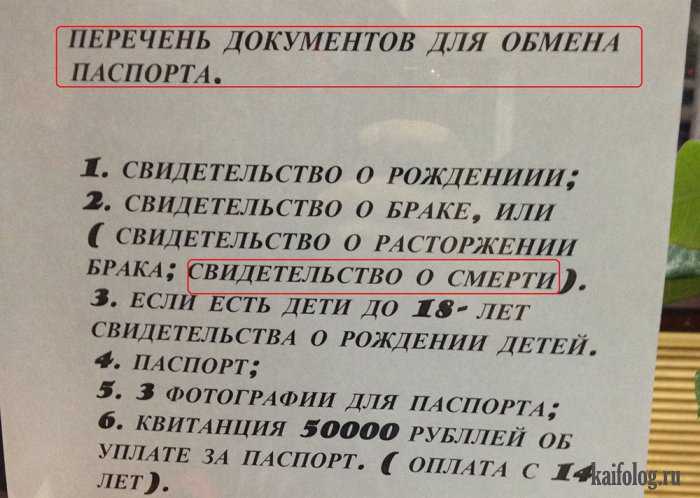 ПЕРЕЧЕНЬ ДОКУМЕНТОВ ДЛЯ ОБМЕНА
ПАСПОРТА.
1. СВИДЕТЕЛЬСТВО О РОЖДЕНИИИ;
2. СВИДЕТЕЛЬСТВО О БРАКЕ, ИЛИ
( СВИДЕТЕЛЬСТВО О РАСТОРЖЕНИИ
БРАКА; СВИДЕТЕЛЬСТВО О СМЕРТИ ).
3. ЕСЛИ ЕСТЬ ДЕТИ ДО 18- ЛЕТ
СВИДЕТЕЛЬСТВА О РОЖДЕНИИ ДЕТЕЙ.
4. ПАСПОРТ;
5. 3 ФОТОГРАФИИ ДЛЯ ПАСПОРТА;
6. КВИТАНЦИЯ 50000 РУБЛЛЕЙ ОБ
УПЛАТЕ ЗА ПАСПОРТ. ( ОПЛАТА С 14
ЛЕТ).
kaifolog.ru